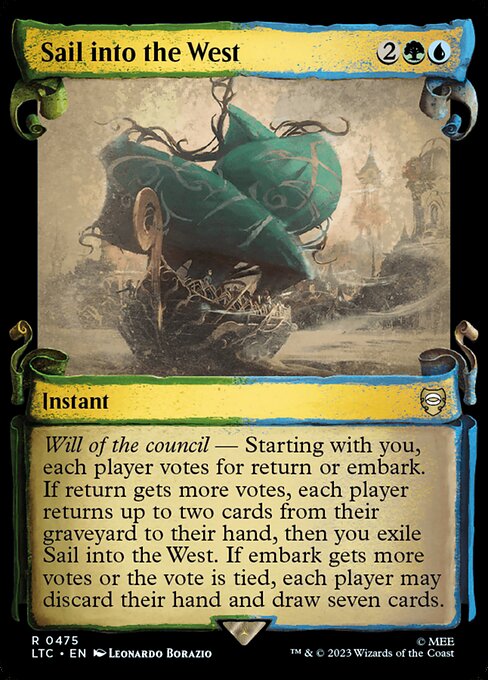 Sail into the West 2
Instant
Will of the council — Starting with you,
each player votes for return or embark.
If return gets more votes, each player
returns up to two cards from their
graveyard to their hand, then you exile
Sail into the West. If embark gets more
votes or the vote is tied, each player may
discard their hand and draw seven cards.
R 0475
LTC • EN Leonardo Borazio
© MEE
™ & © 2023 Wizards of the Coast